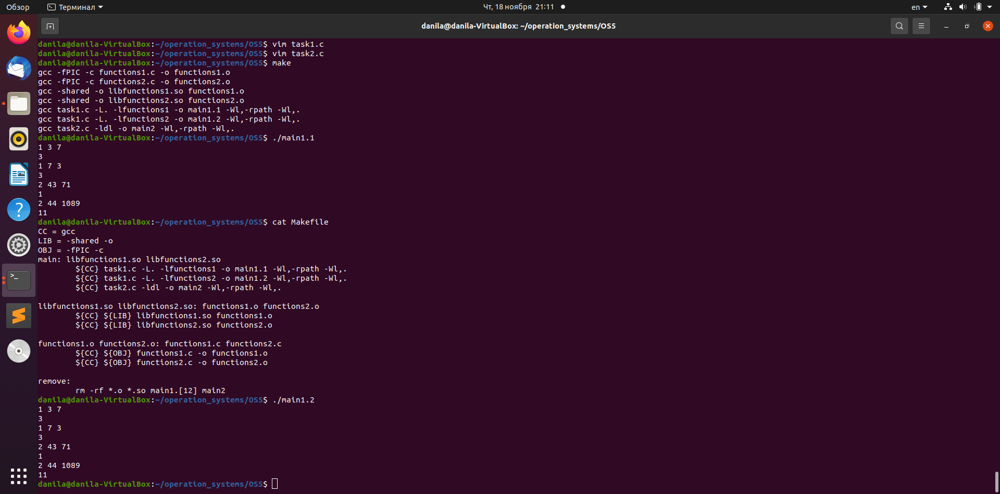 Обзор Терминал Чт, 18 ноября 21:11 en
danila@danila-VirtualBox: ~/operation_systems/OS5
danila@danila-VirtualBox:~/operation_systems/OS5$ vim task1.c
danila@danila-VirtualBox:~/operation_systems/OS5$ vim task2.c
danila@danila-VirtualBox:~/operation_systems/OS5$ make
gcc -fPIC -c functions1.c -o functions1.o
gcc -fPIC -c functions2.c -o functions2.o
gcc -shared -o libfunctions1.so functions1.o
gcc -shared -o libfunctions2.so functions2.o
gcc task1.c -L. -lfunctions1 -o main1.1 -Wl,-rpath -Wl,.
gcc task1.c -L. -lfunctions2 -o main1.2 -Wl,-rpath -Wl,.
gcc task2.c -ldl -o main2 -Wl,-rpath -Wl,.
danila@danila-VirtualBox:~/operation_systems/OS5$ ./main1.1
1 3 7
3
1 7 3
3
2 43 71
1
2 44 1089
11
danila@danila-VirtualBox:~/operation_systems/OS5$ cat Makefile
CC = gcc
LIB = -shared -o
OBJ = -fPIC -c
main: libfunctions1.so libfunctions2.so
${CC} task1.c -L. -lfunctions1 -o main1.1 -Wl,-rpath -Wl,.
${CC} task1.c -L. -lfunctions2 -o main1.2 -Wl,-rpath -Wl,.
${CC} task2.c -ldl -o main2 -Wl,-rpath -Wl,.
libfunctions1.so libfunctions2.so: functions1.o functions2.o
${CC} ${LIB} libfunctions1.so functions1.o
${CC} ${LIB} libfunctions2.so functions2.o
functions1.o functions2.o: functions1.c functions2.c
${CC} ${OBJ} functions1.c -o functions1.o
${CC} ${OBJ} functions2.c -o functions2.o
remove:
rm -rf *.o *.so main1.[12] main2
danila@danila-VirtualBox:~/operation_systems/OS5$ ./main1.2
1 3 7
3
1 7 3
3
2 43 71
1
2 44 1089
11
danila@danila-VirtualBox:~/operation_systems/OS5$